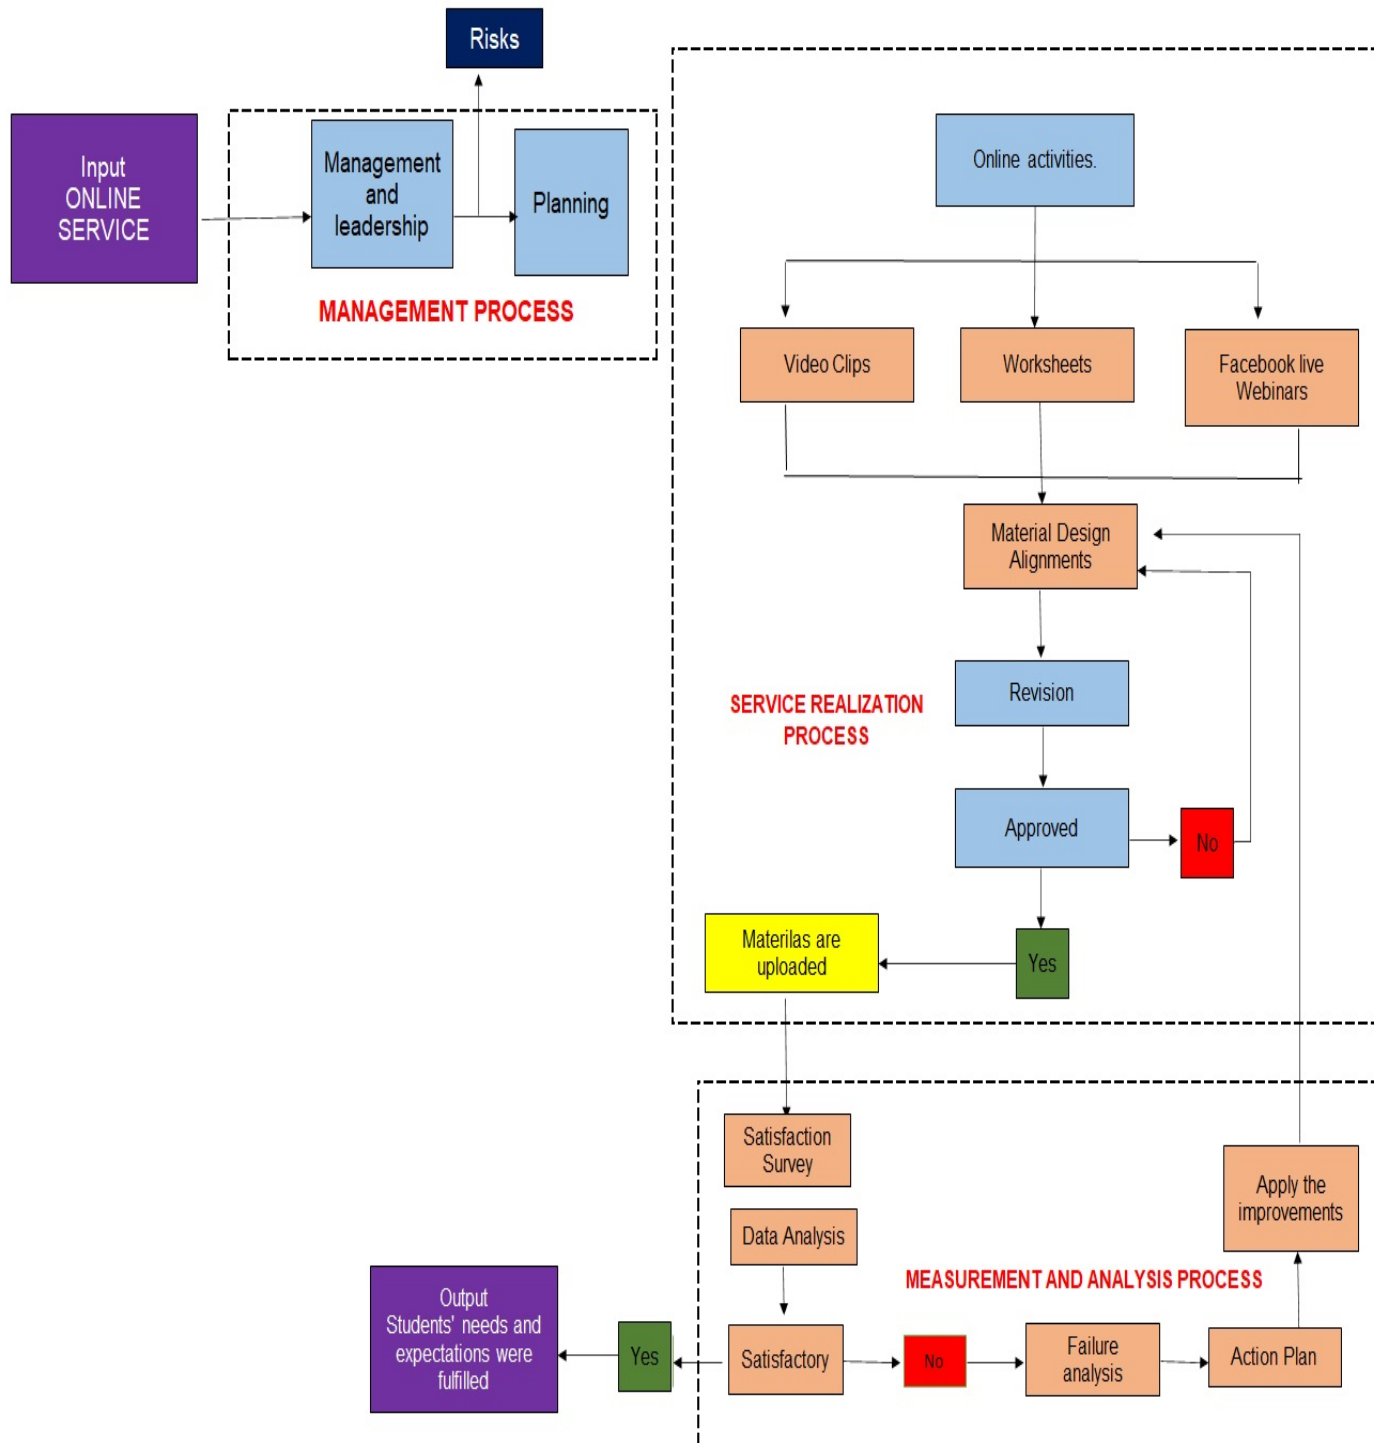 Risks
Input
ONLINE
SERVICE
Management
and
leadership
Planning
MANAGEMENT PROCESS
Online activities.
Video Clips
Worksheets
Facebook live
Webinars
Material Design
Alignments
Revision
SERVICE REALIZATION
PROCESS
Approved
No
Yes
Materilas are
uploaded
Satisfaction
Survey
Data Analysis
Apply the
improvements
MEASUREMENT AND ANALYSIS PROCESS
Output
Students' needs and
expectations were
fulfilled
Yes
Satisfactory
No
Failure
analysis
Action Plan